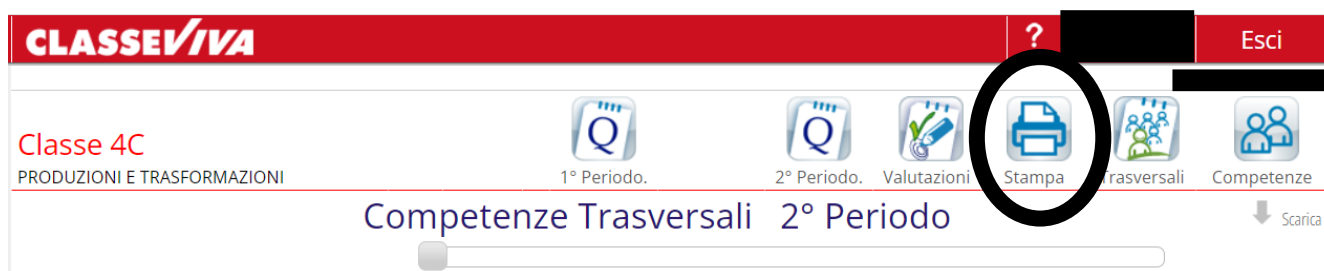 CLASSEVIVA
? Esci
Classe 4C
PRODUZIONI E TRASFORMAZIONI
Q Q
1° Periodo. 2° Periodo. Valutazioni Stampa Trasversali Competenze
Competenze Trasversali 2° Periodo
Scarica